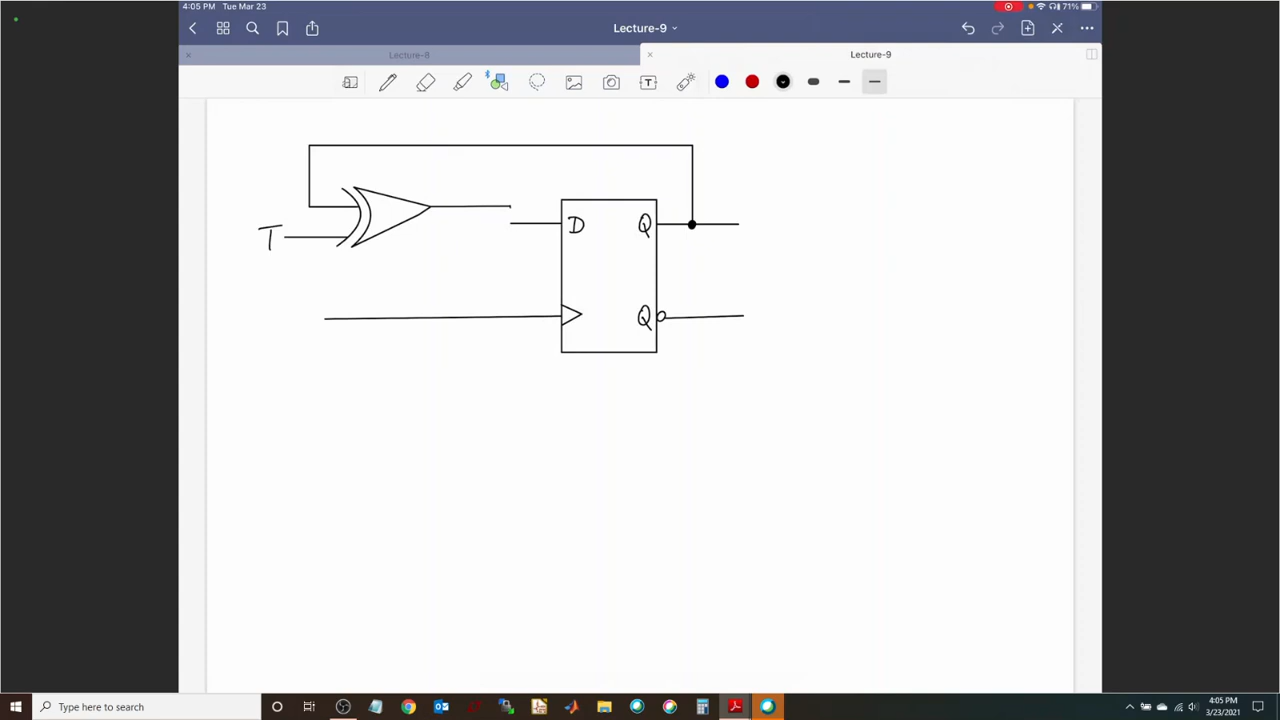 4:05 PM Tue Mar 23
71%
Lecture-9
Lecture-8
Lecture-9
T
T
D
Q
Q
Type here to search
4:05 PM
3/23/2021